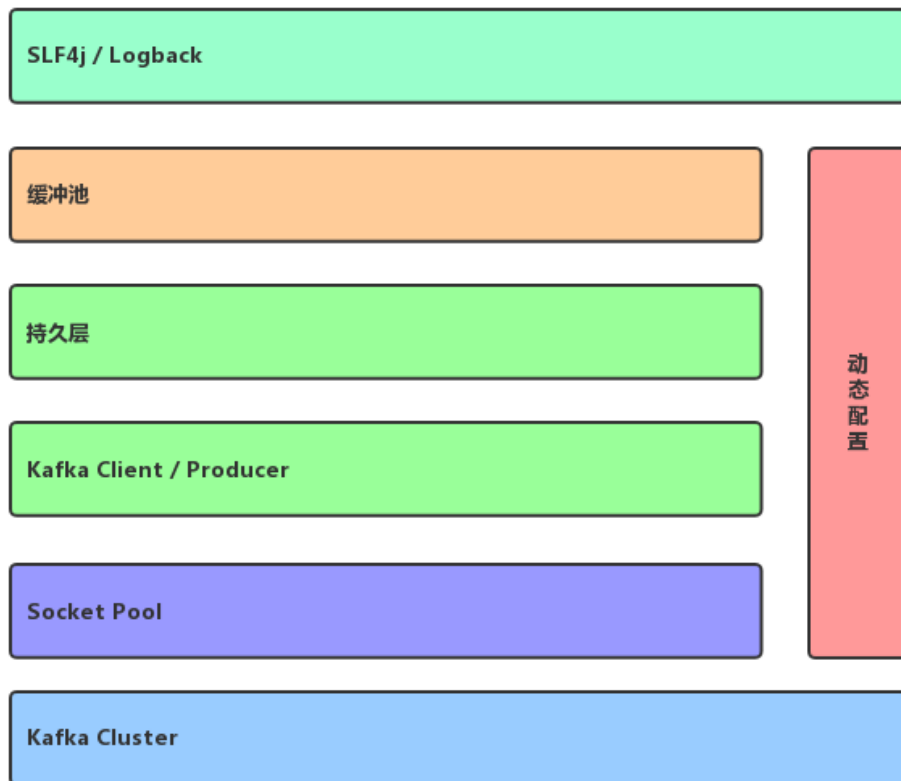 SLF4j / Logback
缓冲池
持久层
动态配置
Kafka Client / Producer
Socket Pool
Kafka Cluster